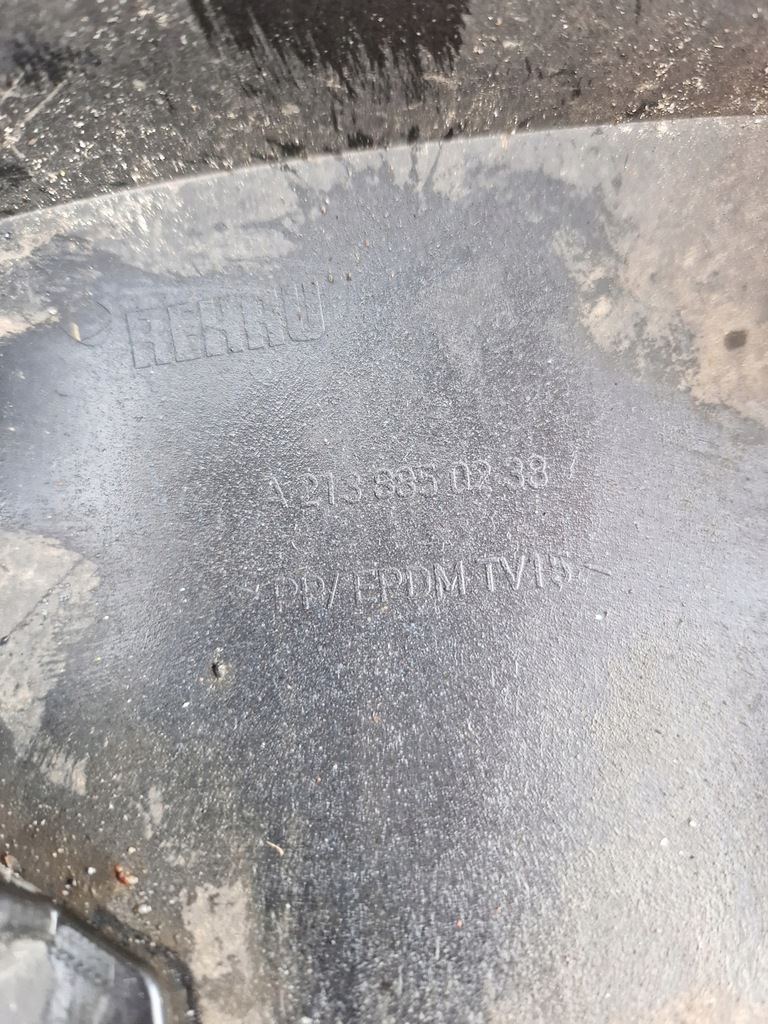 REHAU
A 213 885 02 38 /
>PP/EPDM TV15<